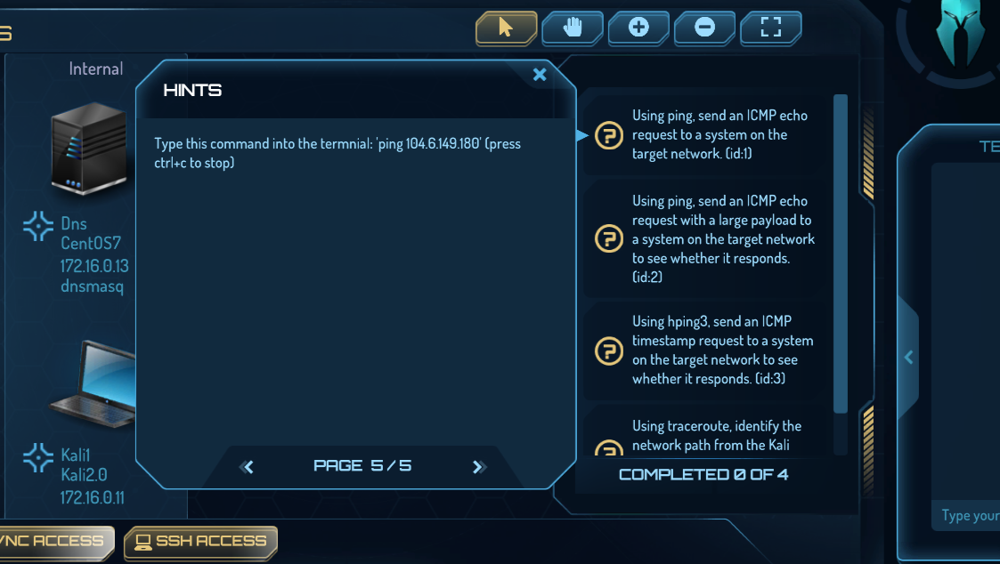 S
Internal
Dns
CentOS7
172.16.0.13
dnsmasq
Kali1
Kali2.0
172.16.0.11
HINTS
Type this command into the termnial: 'ping 104.6.149.180' (press
ctrl+c to stop)
PAGE 5/5
Using ping, send an ICMP echo
request to a system on the
target network. (id:1)
Using ping, send an ICMP echo
request with a large payload to
a system on the target network
to see whether it responds.
(id:2)
Using hping3, send an ICMP
timestamp request to a system
on the target network to see
whether it responds. (id:3)
Using traceroute, identify the
network path from the Kali
COMPLETED 0 OF 4
VNC ACCESS
SSH ACCESS
TE
Type your